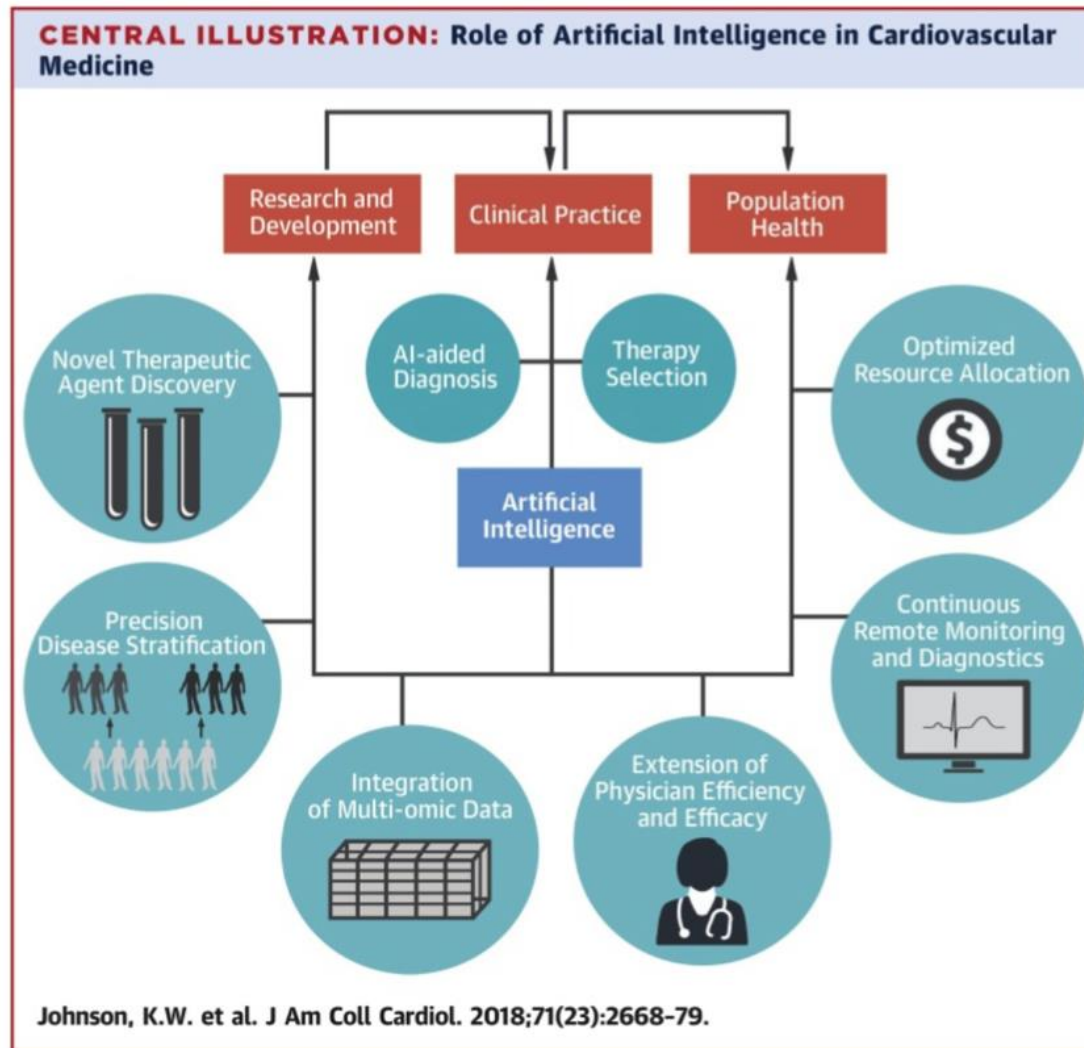 CENTRAL ILLUSTRATION: Role of Artificial Intelligence in Cardiovascular
Medicine
Research and
Development
Clinical Practice
Population
Health
Novel Therapeutic
Agent Discovery
AI-aided
Diagnosis
Therapy
Selection
Optimized
Resource Allocation
$
Artificial
Intelligence
Precision
Disease Stratification
Continuous
Remote Monitoring
and Diagnostics
Integration
of Multi-omic Data
Extension of
Physician Efficiency
and Efficacy
Johnson, K.W. et al. J Am Coll Cardiol. 2018;71(23):2668–79.